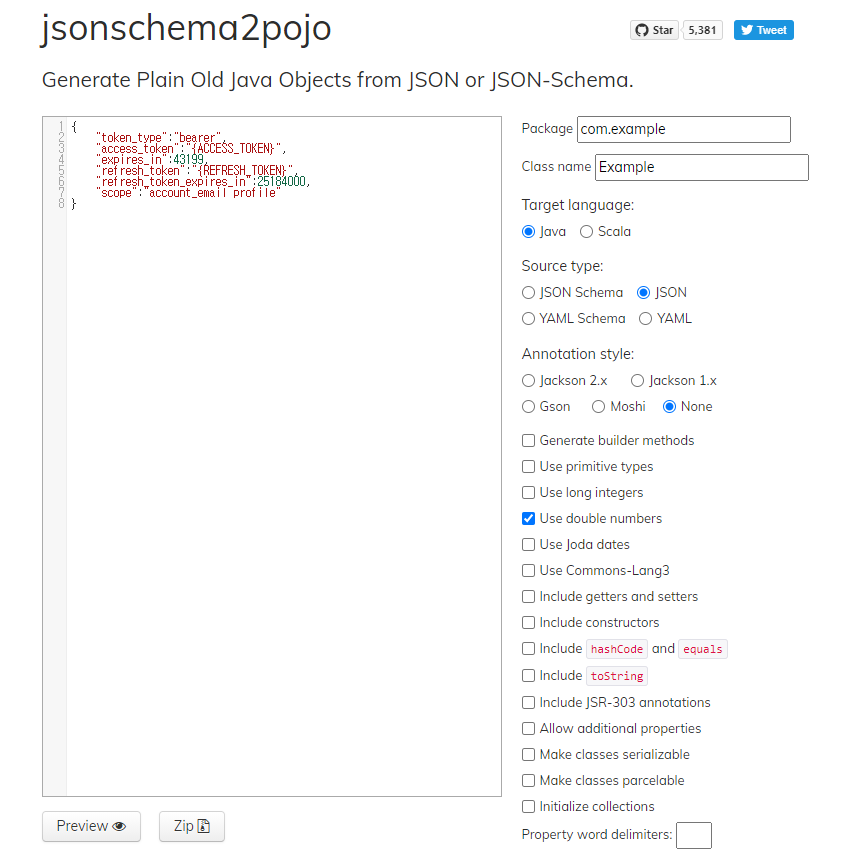 jsonschema2pojo
Star 5,381 Tweet
Generate Plain Old Java Objects from JSON or JSON-Schema.
1 {
2 "token_type":"bearer",
3 "access_token":"{ACCESS_TOKEN}",
4 "expires_in":43199,
5 "refresh_token":"{REFRESH_TOKEN}",
6 "refresh_token_expires_in":25184000,
7 "scope":"account_email profile"
8 }
Package com.example
Class name Example
Target language:
Java Scala
Source type:
JSON Schema JSON
YAML Schema YAML
Annotation style:
Jackson 2.x Jackson 1.x
Gson Moshi None
Generate builder methods
Use primitive types
Use long integers
Use double numbers
Use Joda dates
Use Commons-Lang3
Include getters and setters
Include constructors
Include hashCode and equals
Include toString
Include JSR-303 annotations
Allow additional properties
Make classes serializable
Make classes parcelable
Initialize collections
Property word delimiters:
Preview Zip